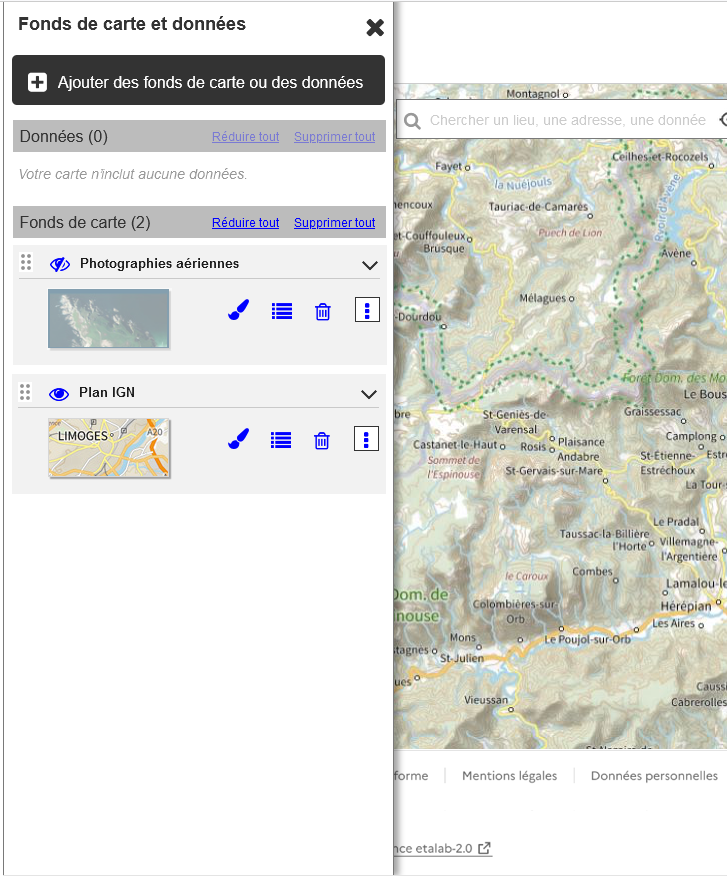 Fonds de carte et données
Ajouter des fonds de carte ou des données
Données (0) Réduire tout Supprimer tout
Votre carte n'inclut aucune données.
Fonds de carte (2) Réduire tout Supprimer tout
Photographies aériennes
Plan IGN
LIMOGES
A20
Montagnol
Chercher un lieu, une adresse, une donnée
Ceilhes-et-Rocozels
Fayet
la Nuéjouls
Tauriac-de-Camarès
Puech de Lion
et-Couffouleux
Brusque
Avène
Mélagues
-Dourdou
Forêt Dom. des Mo
Le Bous
Graissessac
St-Geniès-de-
Varensal
Camplong
Castanet-le-Haut
Rosis
Plaisance
Andabre
St-Étienne-
Estréchoux
Sommet de
l'Espinouse
St-Gervais-sur-Mare
La Tour-
Le Pradal
Taussac-la-Billière
l'Horte
Villemagne-
l'Argentière
le Caroux
Combes
Lamalou-le
Dom. de
inouse
Colombières-sur-
Orb
Hérépian
Les Aires
Mons
Le Poujol-sur-Orb
stagnes
St-Julien
ques
Vieussan
Causs
Cabrerolles
forme Mentions légales Données personnelles
nce etalab-2.0